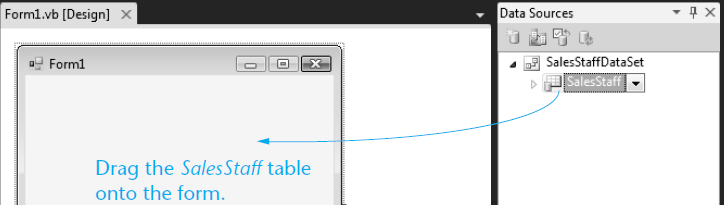 Form1.vb [Design]
Data Sources
Form1
SalesStaffDataSet
SalesStaff
Drag the SalesStaff table
onto the form.